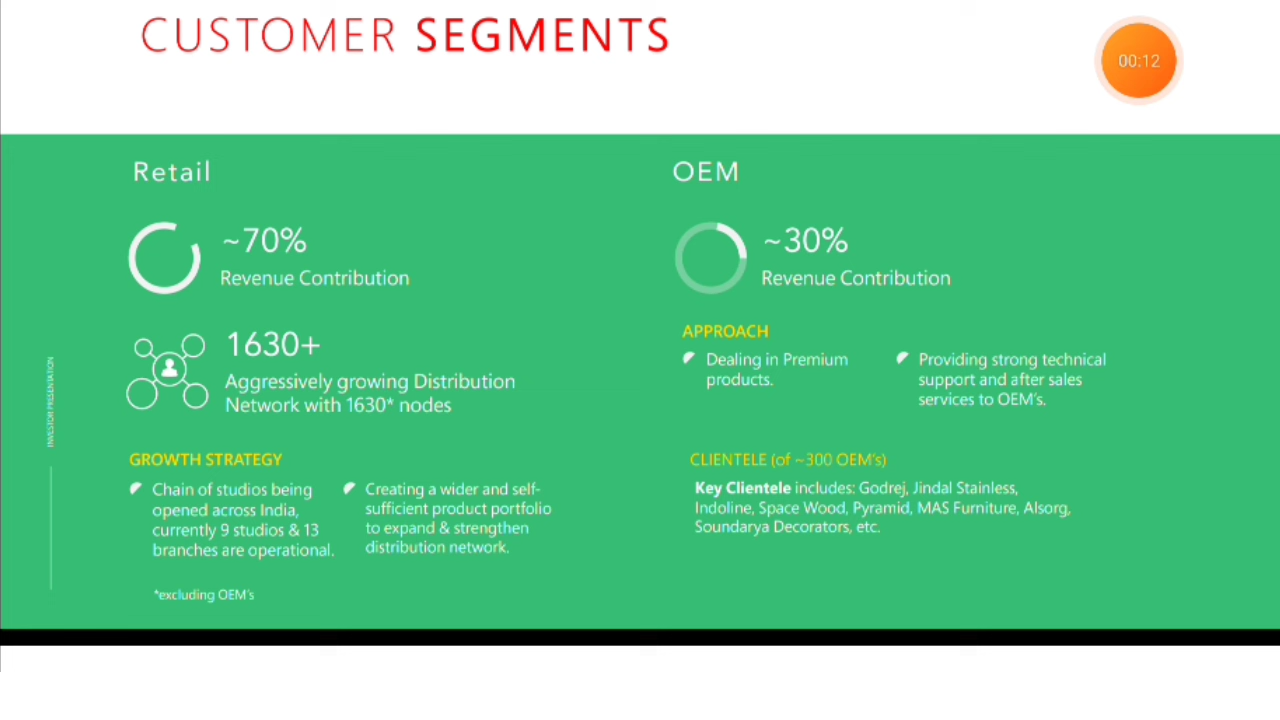 CUSTOMER SEGMENTS
00:12
Retail
~70%
Revenue Contribution
1630+
Aggressively growing Distribution
Network with 1630* nodes
GROWTH STRATEGY
Chain of studios being
opened across India,
currently 9 studios & 13
branches are operational.
Creating a wider and self-
sufficient product portfolio
to expand & strengthen
distribution network.
*excluding OEM's
OEM
~30%
Revenue Contribution
APPROACH
Dealing in Premium
products.
Providing strong technical
support and after sales
services to OEM's.
CLIENTELE (of ~300 OEM's)
Key Clientele includes: Godrej, Jindal Stainless,
Indoline, Space Wood, Pyramid, MAS Furniture, Alsorg,
Soundarya Decorators, etc.
INVESTOR PRESENTATION